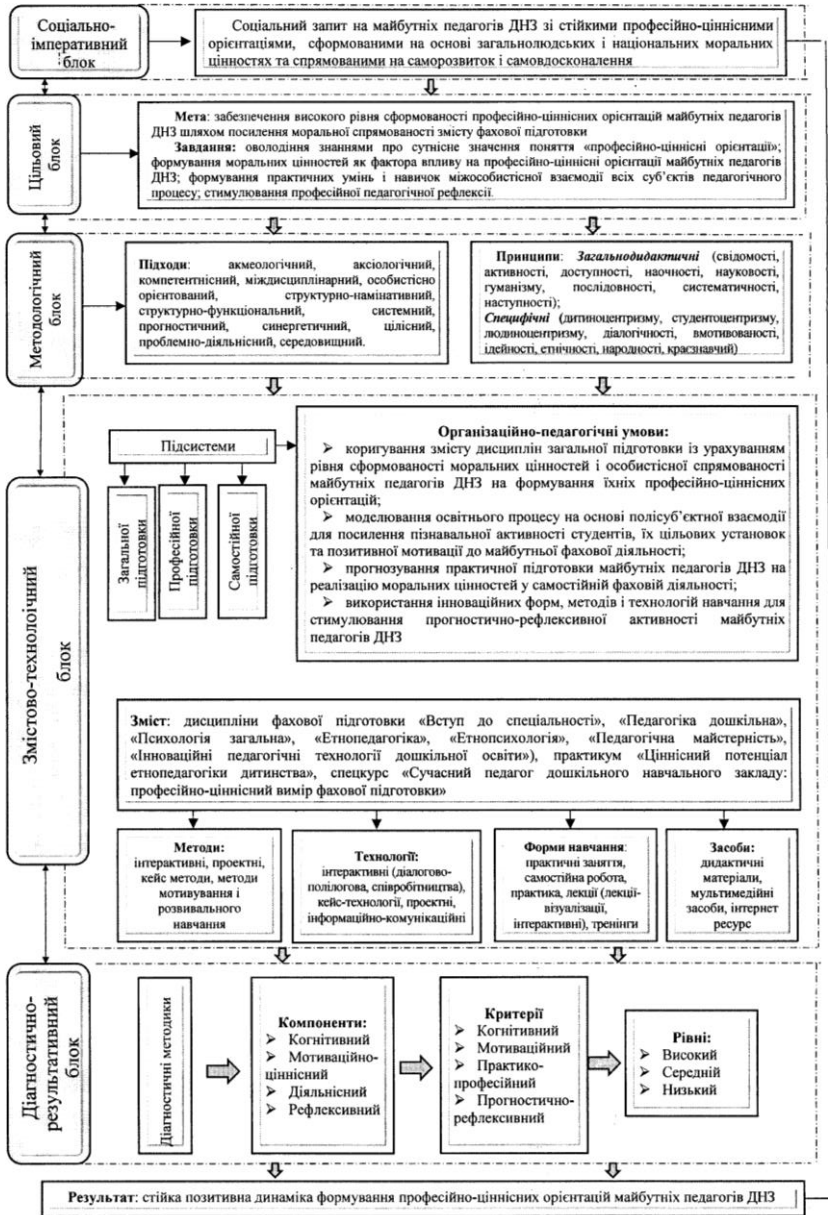 Соціально-
імперативний
блок
Соціальний запит на майбутніх педагогів ДНЗ зі стійкими професійно-ціннісними
орієнтаціями, сформованими на основі загальнолюдських і національних моральних
цінностях та спрямованими на саморозвиток і самовдосконалення
Цільовий
блок
Мета: забезпечення високого рівня сформованості професійно-ціннісних орієнтацій майбутніх педагогів
ДНЗ шляхом посилення моральної спрямованості змісту фахової підготовки
Завдання: оволодіння знаннями про сутнісне значення поняття «професійно-ціннісні орієнтації»;
формування моральних цінностей як фактора впливу на професійно-ціннісні орієнтації майбутніх педагогів
ДНЗ; формування практичних умінь і навичок міжособистісної взаємодії всіх суб’єктів педагогічного
процесу; стимулювання професійної педагогічної рефлексії.
Методологічний
блок
Підходи: акмеологічний, аксіологічний,
компетентнісний, міждисциплінарний, особистісно
орієнтований, структурно-намінативний,
структурно-функціональний, системний,
прогностичний, синергетичний, цілісний,
проблемно-діяльнісний, середовищний.
Принципи: Загальнодидактичні (свідомості,
активності, доступності, наочності, науковості,
гуманізму, послідовності, систематичності,
наступності);
Специфічні (дитиноцентризму, студентоцентризму,
людиноцентризму, діалогічності, вмотивованості,
ідейності, етнічності, народності, краєзнавчий)
Змістово-технолоічний
блок
Підсистеми
Загальної
підготовки
Професійної
підготовки
Самостійної
підготовки
Організаційно-педагогічні умови:
➢ коригування змісту дисциплін загальної підготовки із урахуванням
рівня сформованості моральних цінностей і особистісної спрямованості
майбутніх педагогів ДНЗ на формування їхніх професійно-ціннісних
орієнтацій;
➢ моделювання освітнього процесу на основі полісуб’єктної взаємодії
для посилення пізнавальної активності студентів, їх цільових установок
та позитивної мотивації до майбутньої фахової діяльності;
➢ прогнозування практичної підготовки майбутніх педагогів ДНЗ на
реалізацію моральних цінностей у самостійній фаховій діяльності;
➢ використання інноваційних форм, методів і технологій навчання для
стимулювання прогностично-рефлексивної активності майбутніх
педагогів ДНЗ
Зміст: дисципліни фахової підготовки «Вступ до спеціальності», «Педагогіка дошкільна»,
«Психологія загальна», «Етнопедагогіка», «Етнопсихологія», «Педагогічна майстерність»,
«Інноваційні педагогічні технології дошкільної освіти»), практикум «Ціннісний потенціал
етнопедагогіки дитинства», спецкурс «Сучасний педагог дошкільного навчального закладу:
професійно-ціннісний вимір фахової підготовки»
Методи:
інтерактивні, проектні,
кейс методи, методи
мотивування і
розвивального
навчання
Технології:
інтерактивні (діалогово-
полілогова, співробітництва),
кейс-технології, проектні,
інформаційно-комунікаційні
Форми навчання:
практичні заняття,
самостійна робота,
практика, лекції (лекції-
візуалізації,
інтерактивні), тренінги
Засоби:
дидактичні
матеріали,
мультимедійні
засоби, інтернет
ресурс
Діагностично-
результативний
блок
Діагностичні методики
Компоненти:
➢ Когнітивний
➢ Мотиваційно-
ціннісний
➢ Діяльнісний
➢ Рефлексивний
Критерії
➢ Когнітивний
➢ Мотиваційний
➢ Практико-
професійний
➢ Прогностично-
рефлексивний
Рівні:
➢ Високий
➢ Середній
➢ Низький
Результат: стійка позитивна динаміка формування професійно-ціннісних орієнтацій майбутніх педагогів ДНЗ